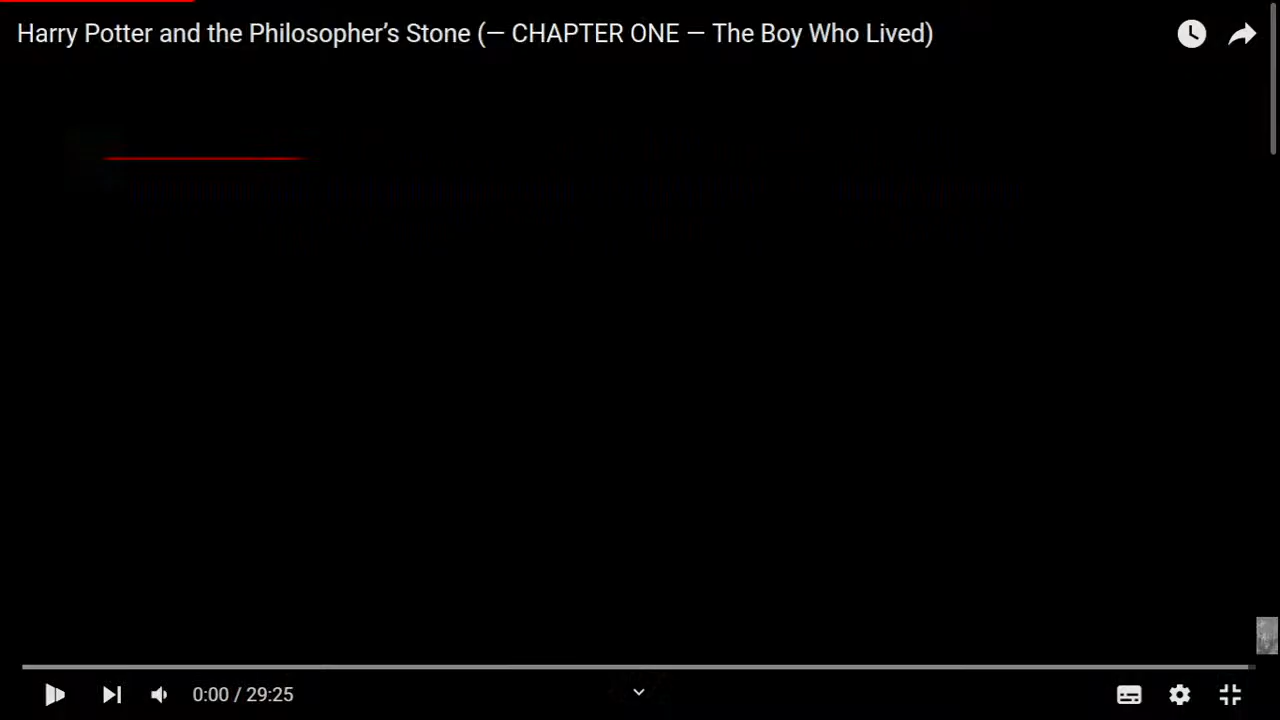 Harry Potter and the Philosopher’s Stone (— CHAPTER ONE — The Boy Who Lived)
0:00 / 29:25